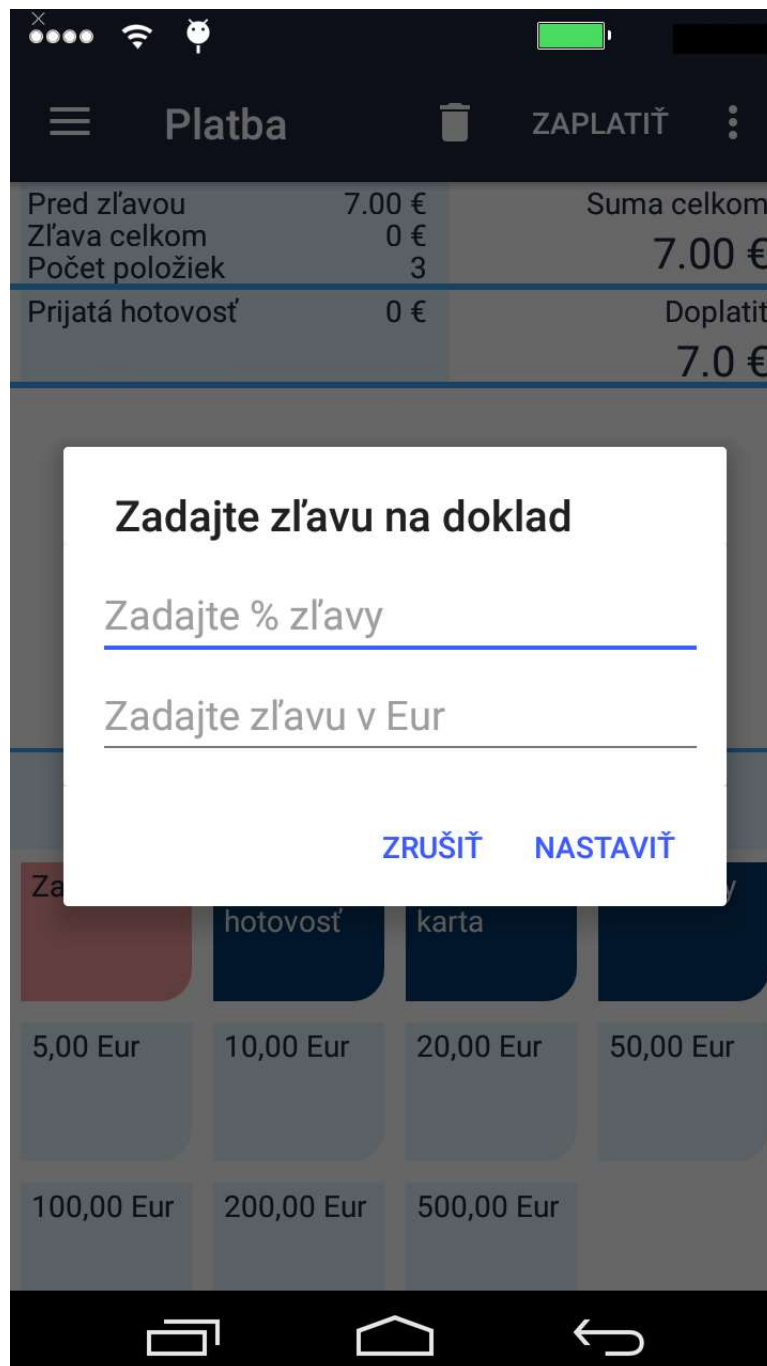 Platba ZAPLATIŤ
Pred zľavou 7.00 € Suma celkom
Zľava celkom 0 € 7.00 €
Počet položiek 3
Prijatá hotovosť 0 € Doplatit
7.0 €
Zadajte zľavu na doklad
Zadajte % zľavy
Zadajte zľavu v Eur
ZRUŠIŤ NASTAVIŤ
hotovosť karta
5,00 Eur 10,00 Eur 20,00 Eur 50,00 Eur
100,00 Eur 200,00 Eur 500,00 Eur